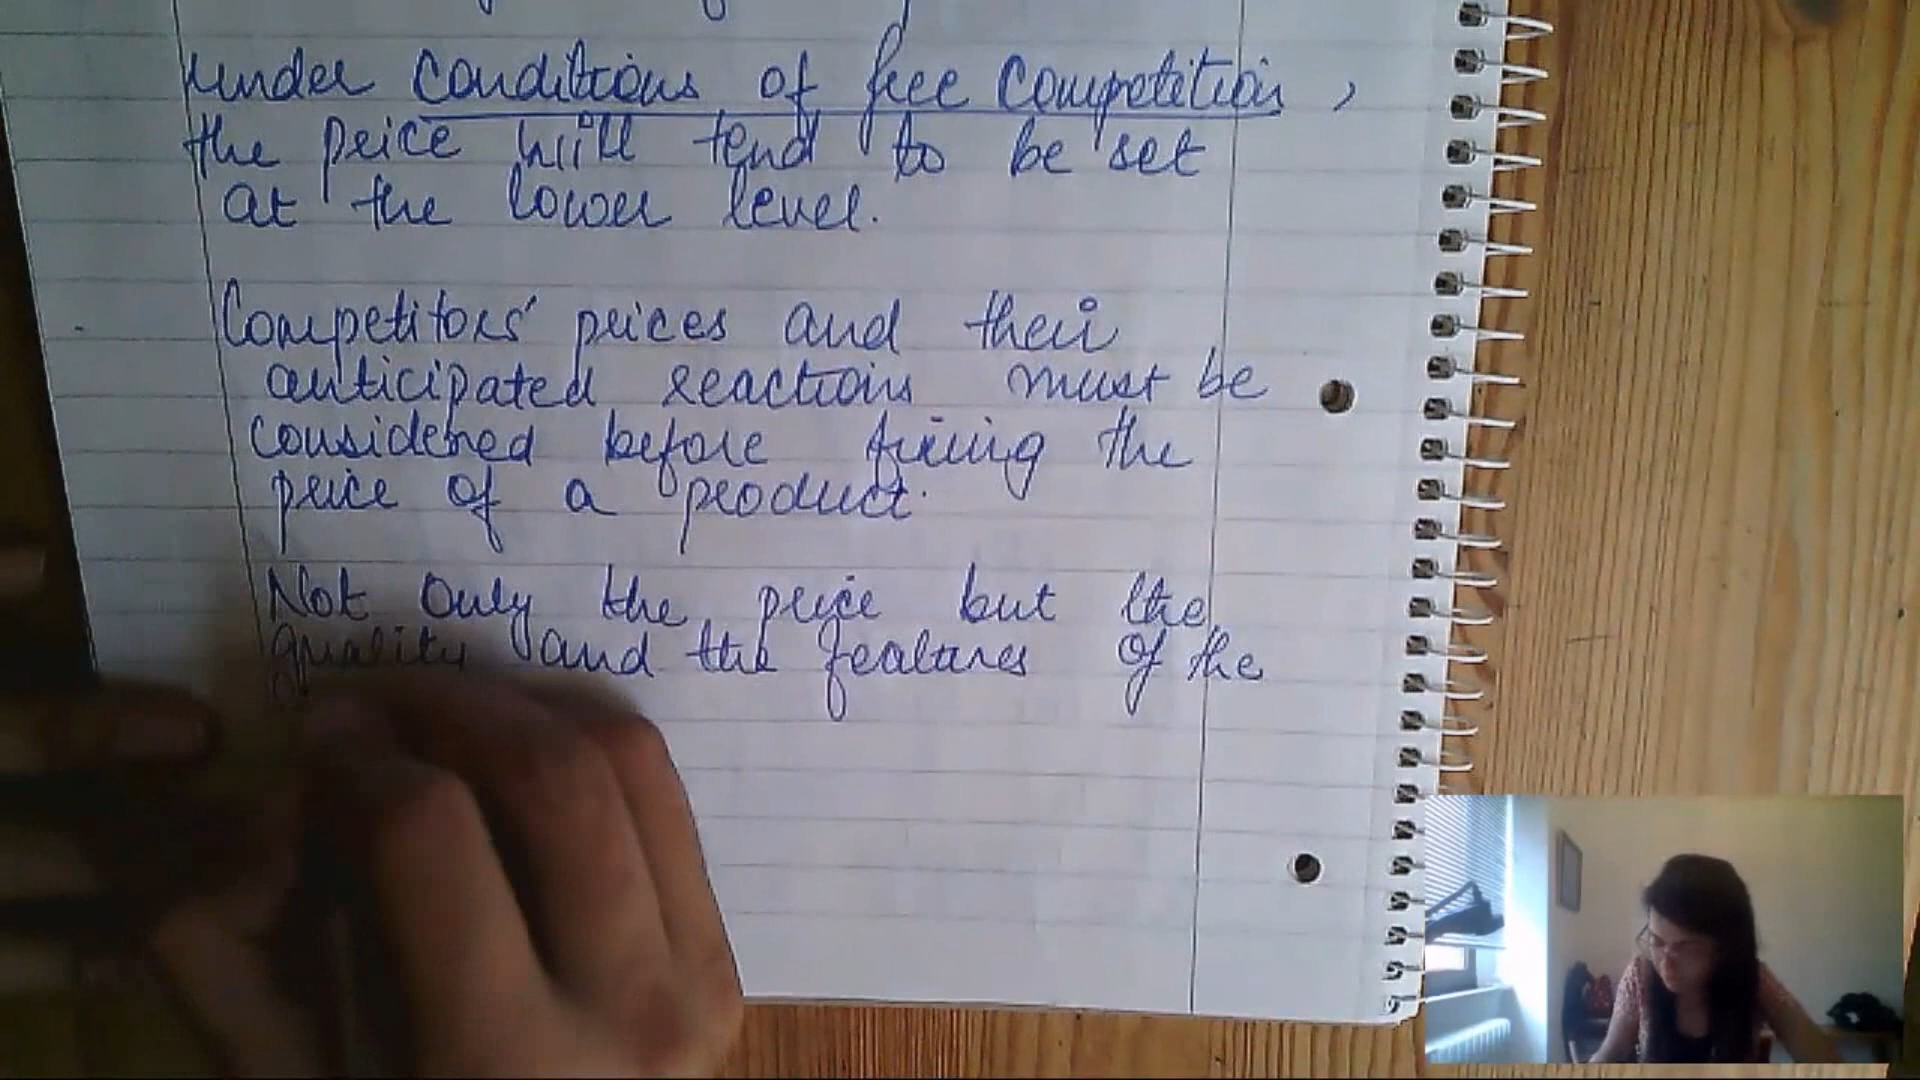 under conditions of free competition,
the price will tend to be set
at the lower level.
Competitors' prices and their
anticipated reactions must be
considered before fixing the
price of a product.
Not only the price but the
quality and the features of the